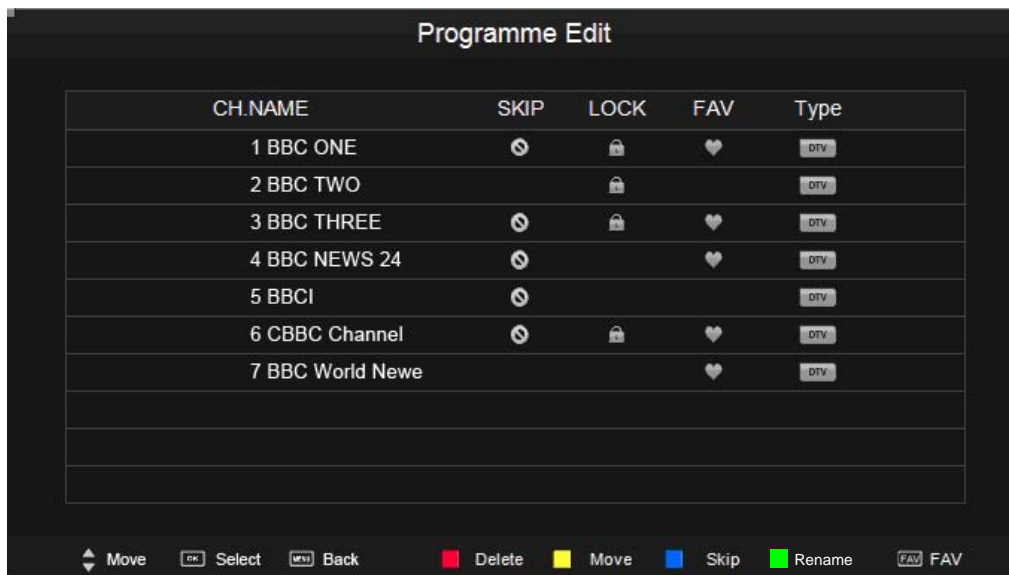 Programme Edit
CH.NAME SKIP LOCK FAV Type
1 BBC ONE DTV
2 BBC TWO DTV
3 BBC THREE DTV
4 BBC NEWS 24 DTV
5 BBCI DTV
6 CBBC Channel DTV
7 BBC World Newe DTV
Move OK Select MENU Back Delete Move Skip Rename FAV FAV